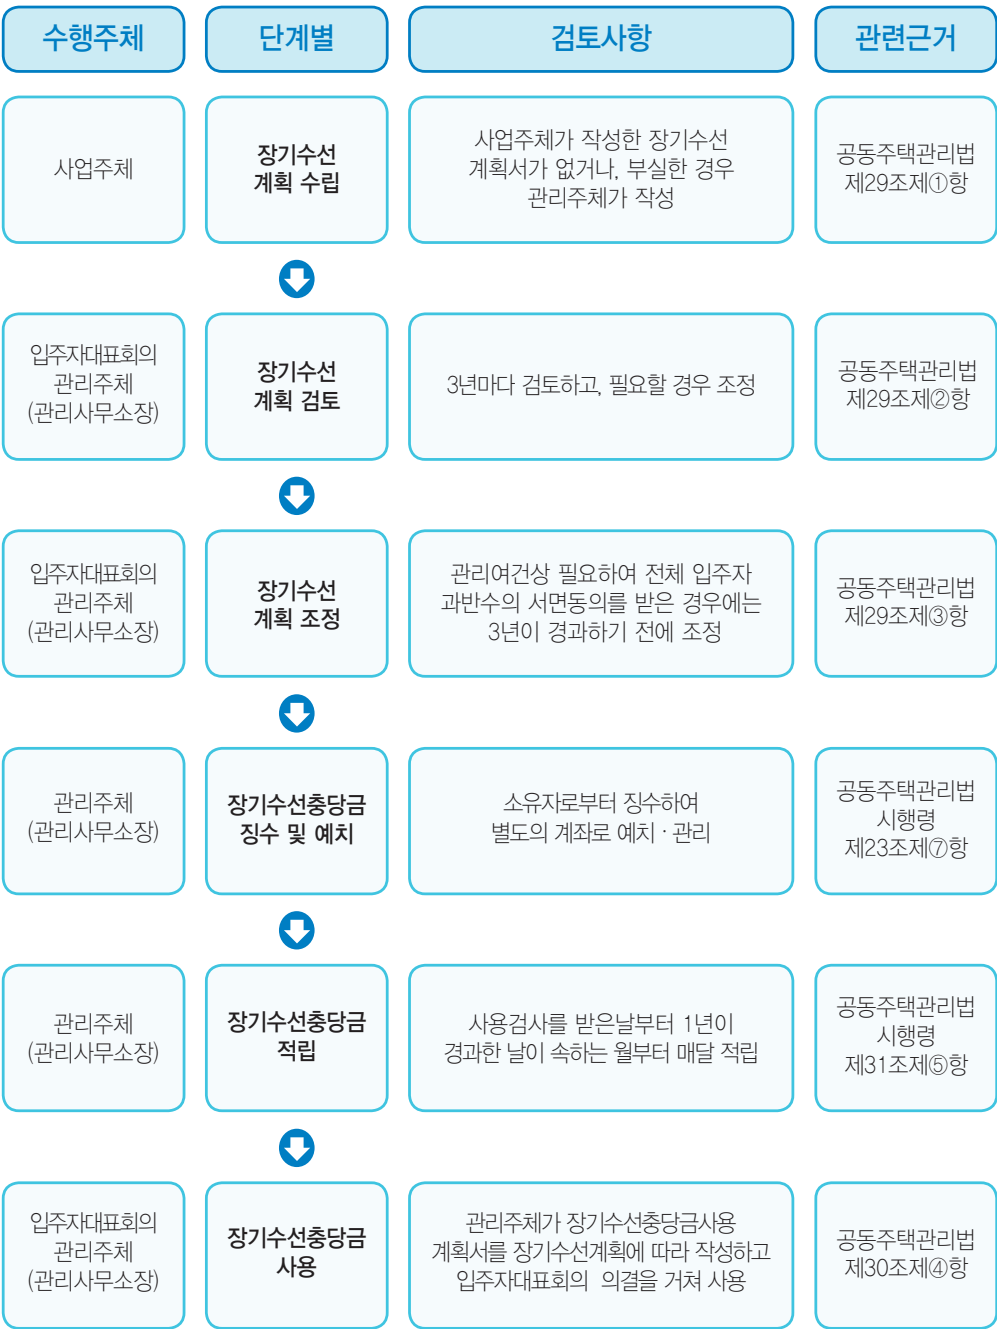 수행주체
단계별
검토사항
관련근거
사업주체
장기수선
계획 수립
사업주체가 작성한 장기수선
계획서가 없거나, 부실한 경우
관리주체가 작성
공동주택관리법
제29조제①항
입주자대표회의
관리주체
(관리사무소장)
장기수선
계획 검토
3년마다 검토하고, 필요할 경우 조정
공동주택관리법
제29조제②항
입주자대표회의
관리주체
(관리사무소장)
장기수선
계획 조정
관리여건상 필요하여 전체 입주자
과반수의 서면동의를 받은 경우에는
3년이 경과하기 전에 조정
공동주택관리법
제29조제③항
관리주체
(관리사무소장)
장기수선충당금
징수 및 예치
소유자로부터 징수하여
별도의 계좌로 예치 · 관리
공동주택관리법
시행령
제23조제⑦항
관리주체
(관리사무소장)
장기수선충당금
적립
사용검사를 받은날부터 1년이
경과한 날이 속하는 월부터 매달 적립
공동주택관리법
시행령
제31조제⑤항
입주자대표회의
관리주체
(관리사무소장)
장기수선충당금
사용
관리주체가 장기수선충당금사용
계획서를 장기수선계획에 따라 작성하고
입주자대표회의 의결을 거쳐 사용
공동주택관리법
제30조제④항